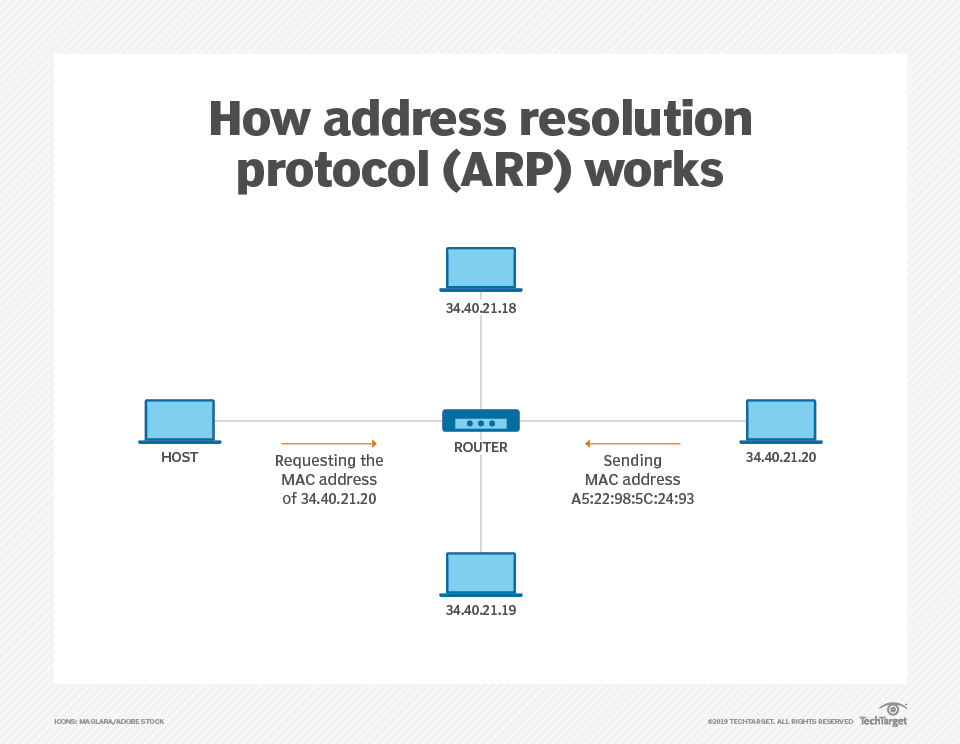 How address resolution
protocol (ARP) works
34.40.21.18
HOST
ROUTER
34.40.21.20
Requesting the
MAC address
of 34.40.21.20
Sending
MAC address
A5:22:98:5C:24:93
34.40.21.19
ICONS: MAGLARA/ADOBE STOCK
©2019 TECHTARGET. ALL RIGHTS RESERVED
TechTarget